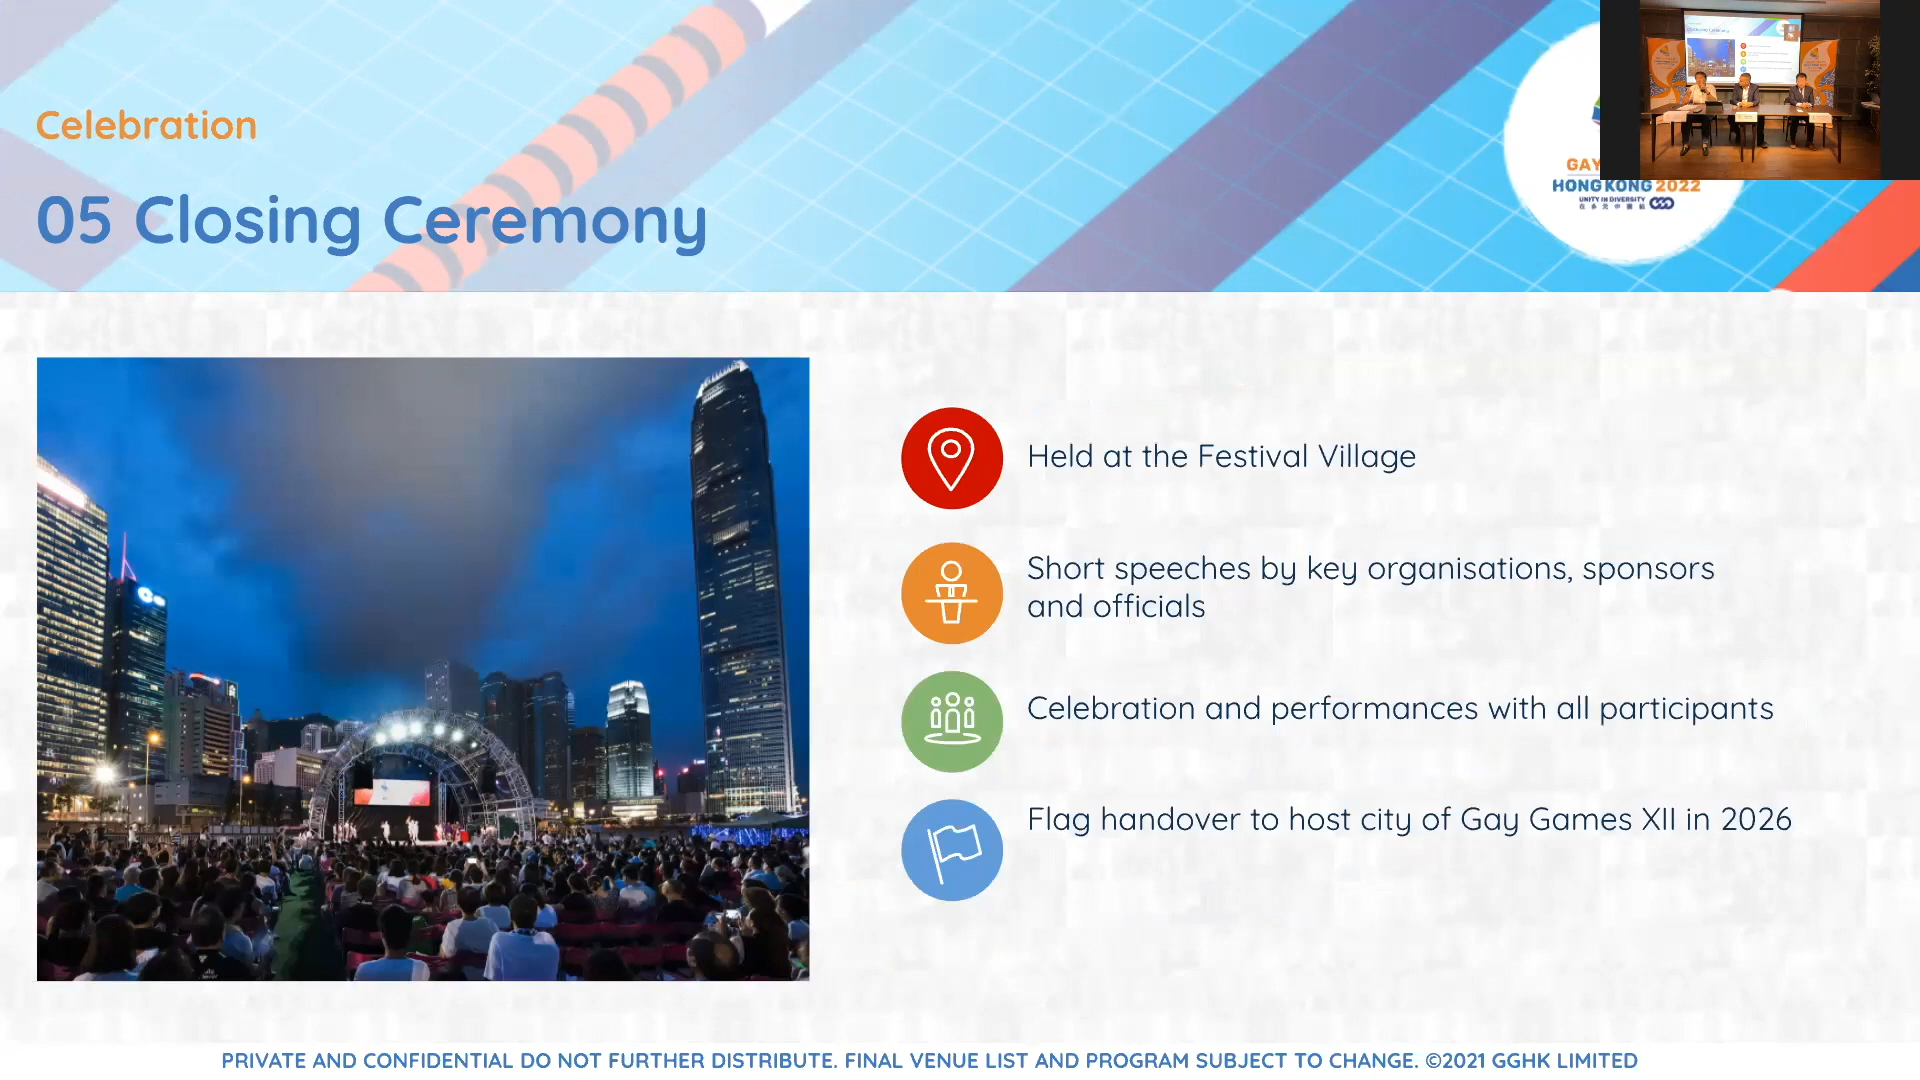 Celebration
05 Closing Ceremony
GAY
HONG KONG 2022
UNITY IN DIVERSITY
Held at the Festival Village
Short speeches by key organisations, sponsors
and officials
Celebration and performances with all participants
Flag handover to host city of Gay Games XII in 2026
PRIVATE AND CONFIDENTIAL DO NOT FURTHER DISTRIBUTE. FINAL VENUE LIST AND PROGRAM SUBJECT TO CHANGE. ©2021 GGHK LIMITED